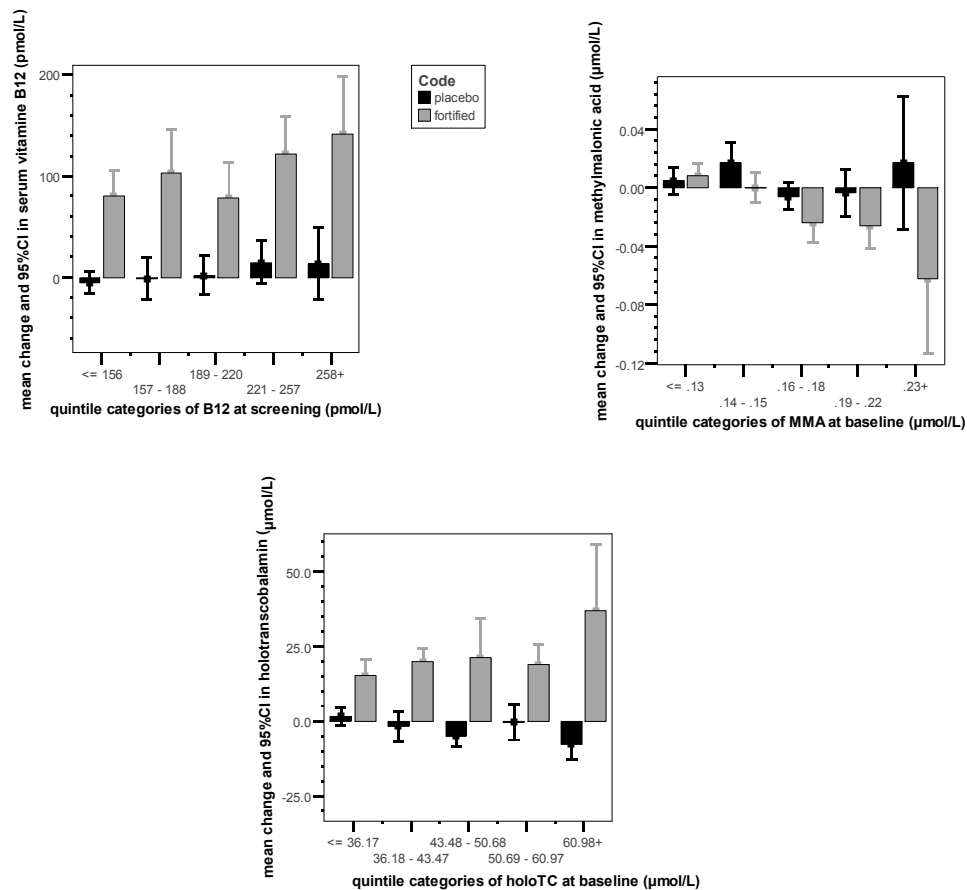 mean change and 95%CI in serum vitamine B12 (pmol/L)
200
100
0
<= 156
189 - 220
258+
157 - 188
221 - 257
quintile categories of B12 at screening (pmol/L)
Code
placebo
fortified
mean change and 95%CI in methylmalonic acid (µmol/L)
0.04
0.00
-0.04
-0.08
-0.12
<= .13
.16 - .18
.23+
.14 - .15
.19 - .22
quintile categories of MMA at baseline (µmol/L)
mean change and 95%CI in holotranscobalamin (µmol/L)
50.0
25.0
0.0
-25.0
<= 36.17
43.48 - 50.68
60.98+
36.18 - 43.47
50.69 - 60.97
quintile categories of holoTC at baseline (µmol/L)